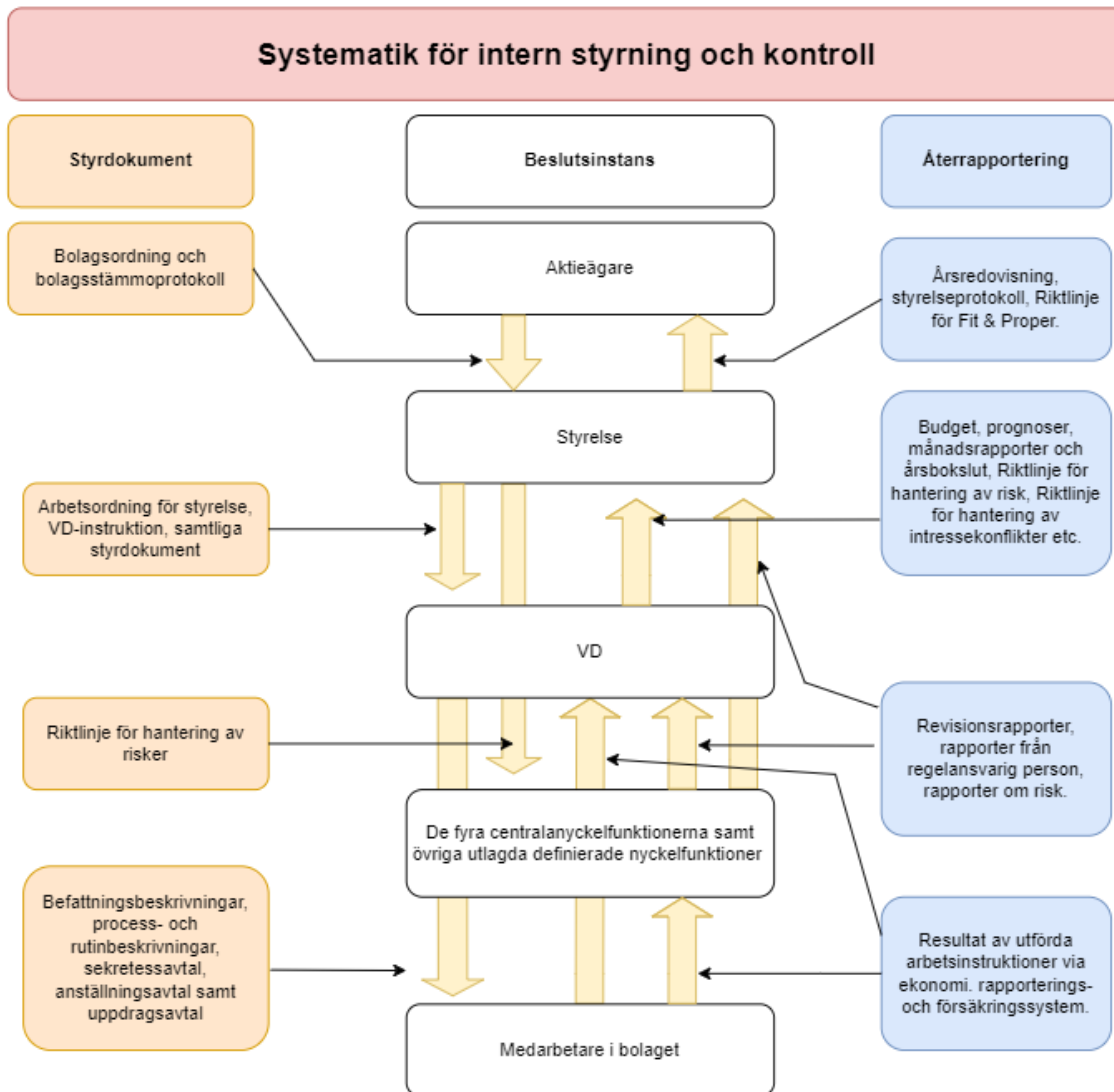 Systematik för intern styrning och kontroll
Styrdokument
Beslutsinstans
Återrapportering
Bolagsordning och
bolagsstämmoprotokoll
Aktieägare
Årsredovisning,
styrelseprotokoll, Riktlinje
för Fit & Proper.
Styrelse
Budget, prognoser,
månadsrapporter och
årsbokslut, Riktlinje för
hantering av risk, Riktlinje
för hantering av
intressekonflikter etc.
Arbetsordning för styrelse,
VD-instruktion, samtliga
styrdokument
VD
Riktlinje för hantering av
risker
Revisionsrapporter,
rapporter från
regelansvarig person,
rapporter om risk.
De fyra centralanyckelfunktionerna samt
övriga utlagda definierade nyckelfunktioner
Befattningsbeskrivningar,
process- och
rutinbeskrivningar,
sekretessavtal,
anställningsavtal samt
uppdragsavtal
Resultat av utförda
arbetsinstruktioner via
ekonomi. rapporterings-
och försäkringssystem.
Medarbetare i bolaget